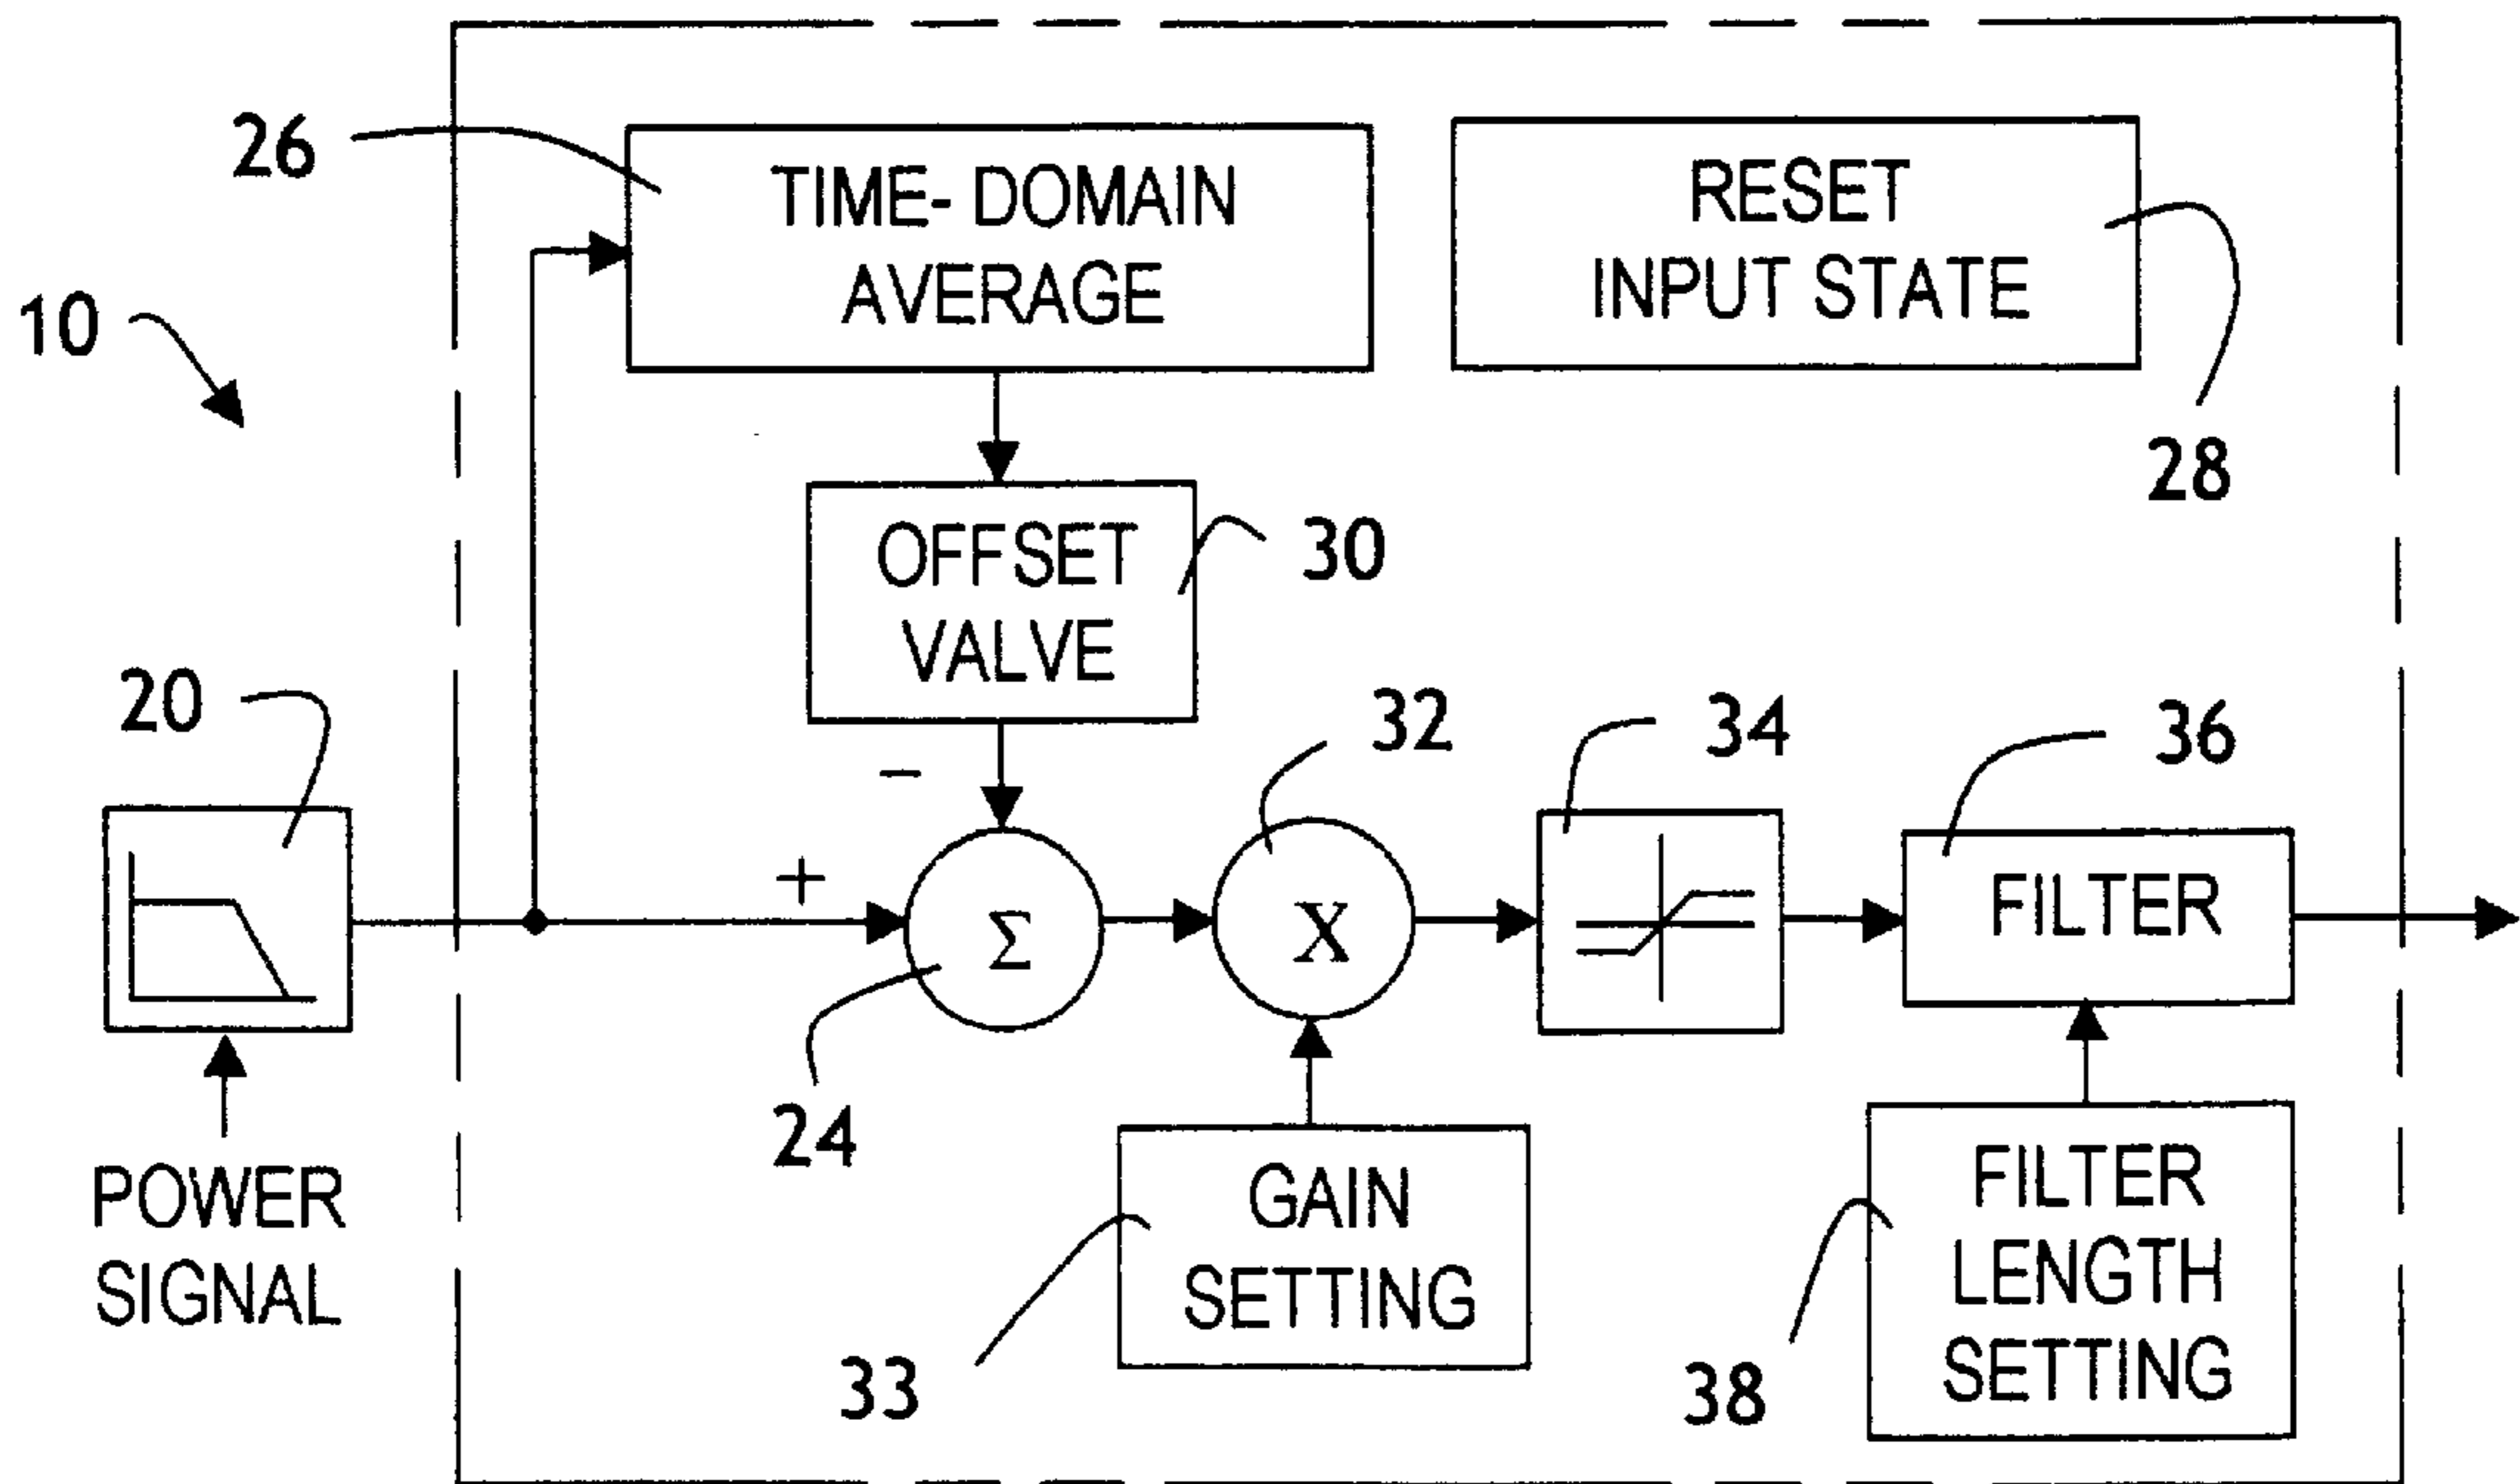 26
TIME- DOMAIN
AVERAGE
RESET
INPUT STATE
10
28
OFFSET
VALVE
30
20
32
34
36
−
+
Σ
X
FILTER
24
POWER
SIGNAL
GAIN
SETTING
33
FILTER
LENGTH
SETTING
38